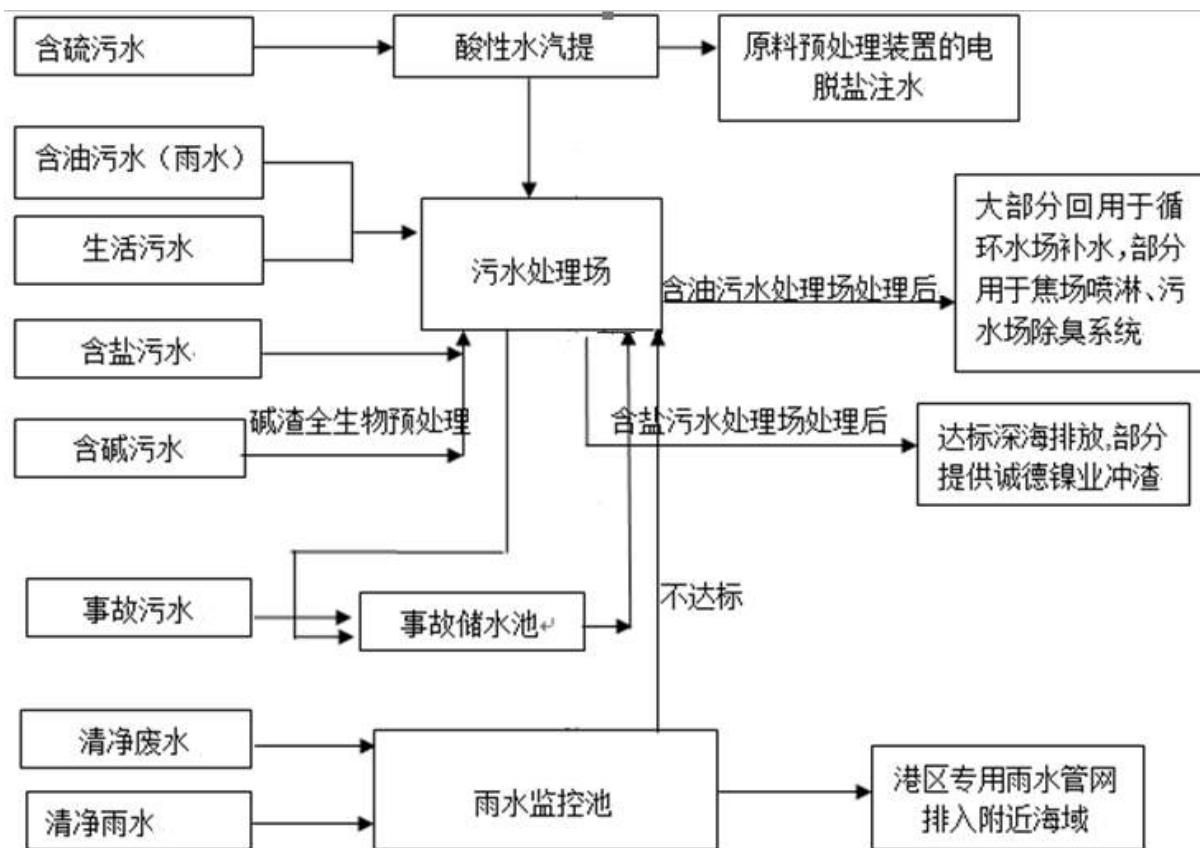 含硫污水
酸性水汽提
原料预处理装置的电
脱盐注水
含油污水（雨水）
生活污水
污水处理场
含油污水处理场处理后
大部分回用于循
环水场补水，部分
用于焦场喷淋、污
水场除臭系统
含盐污水
碱渣全生物预处理
含碱污水
含盐污水处理场处理后
达标深海排放，部分
提供诚德镍业冲渣
事故污水
事故储水池↵
不达标
清净废水
清净雨水
雨水监控池
港区专用雨水管网
排入附近海域